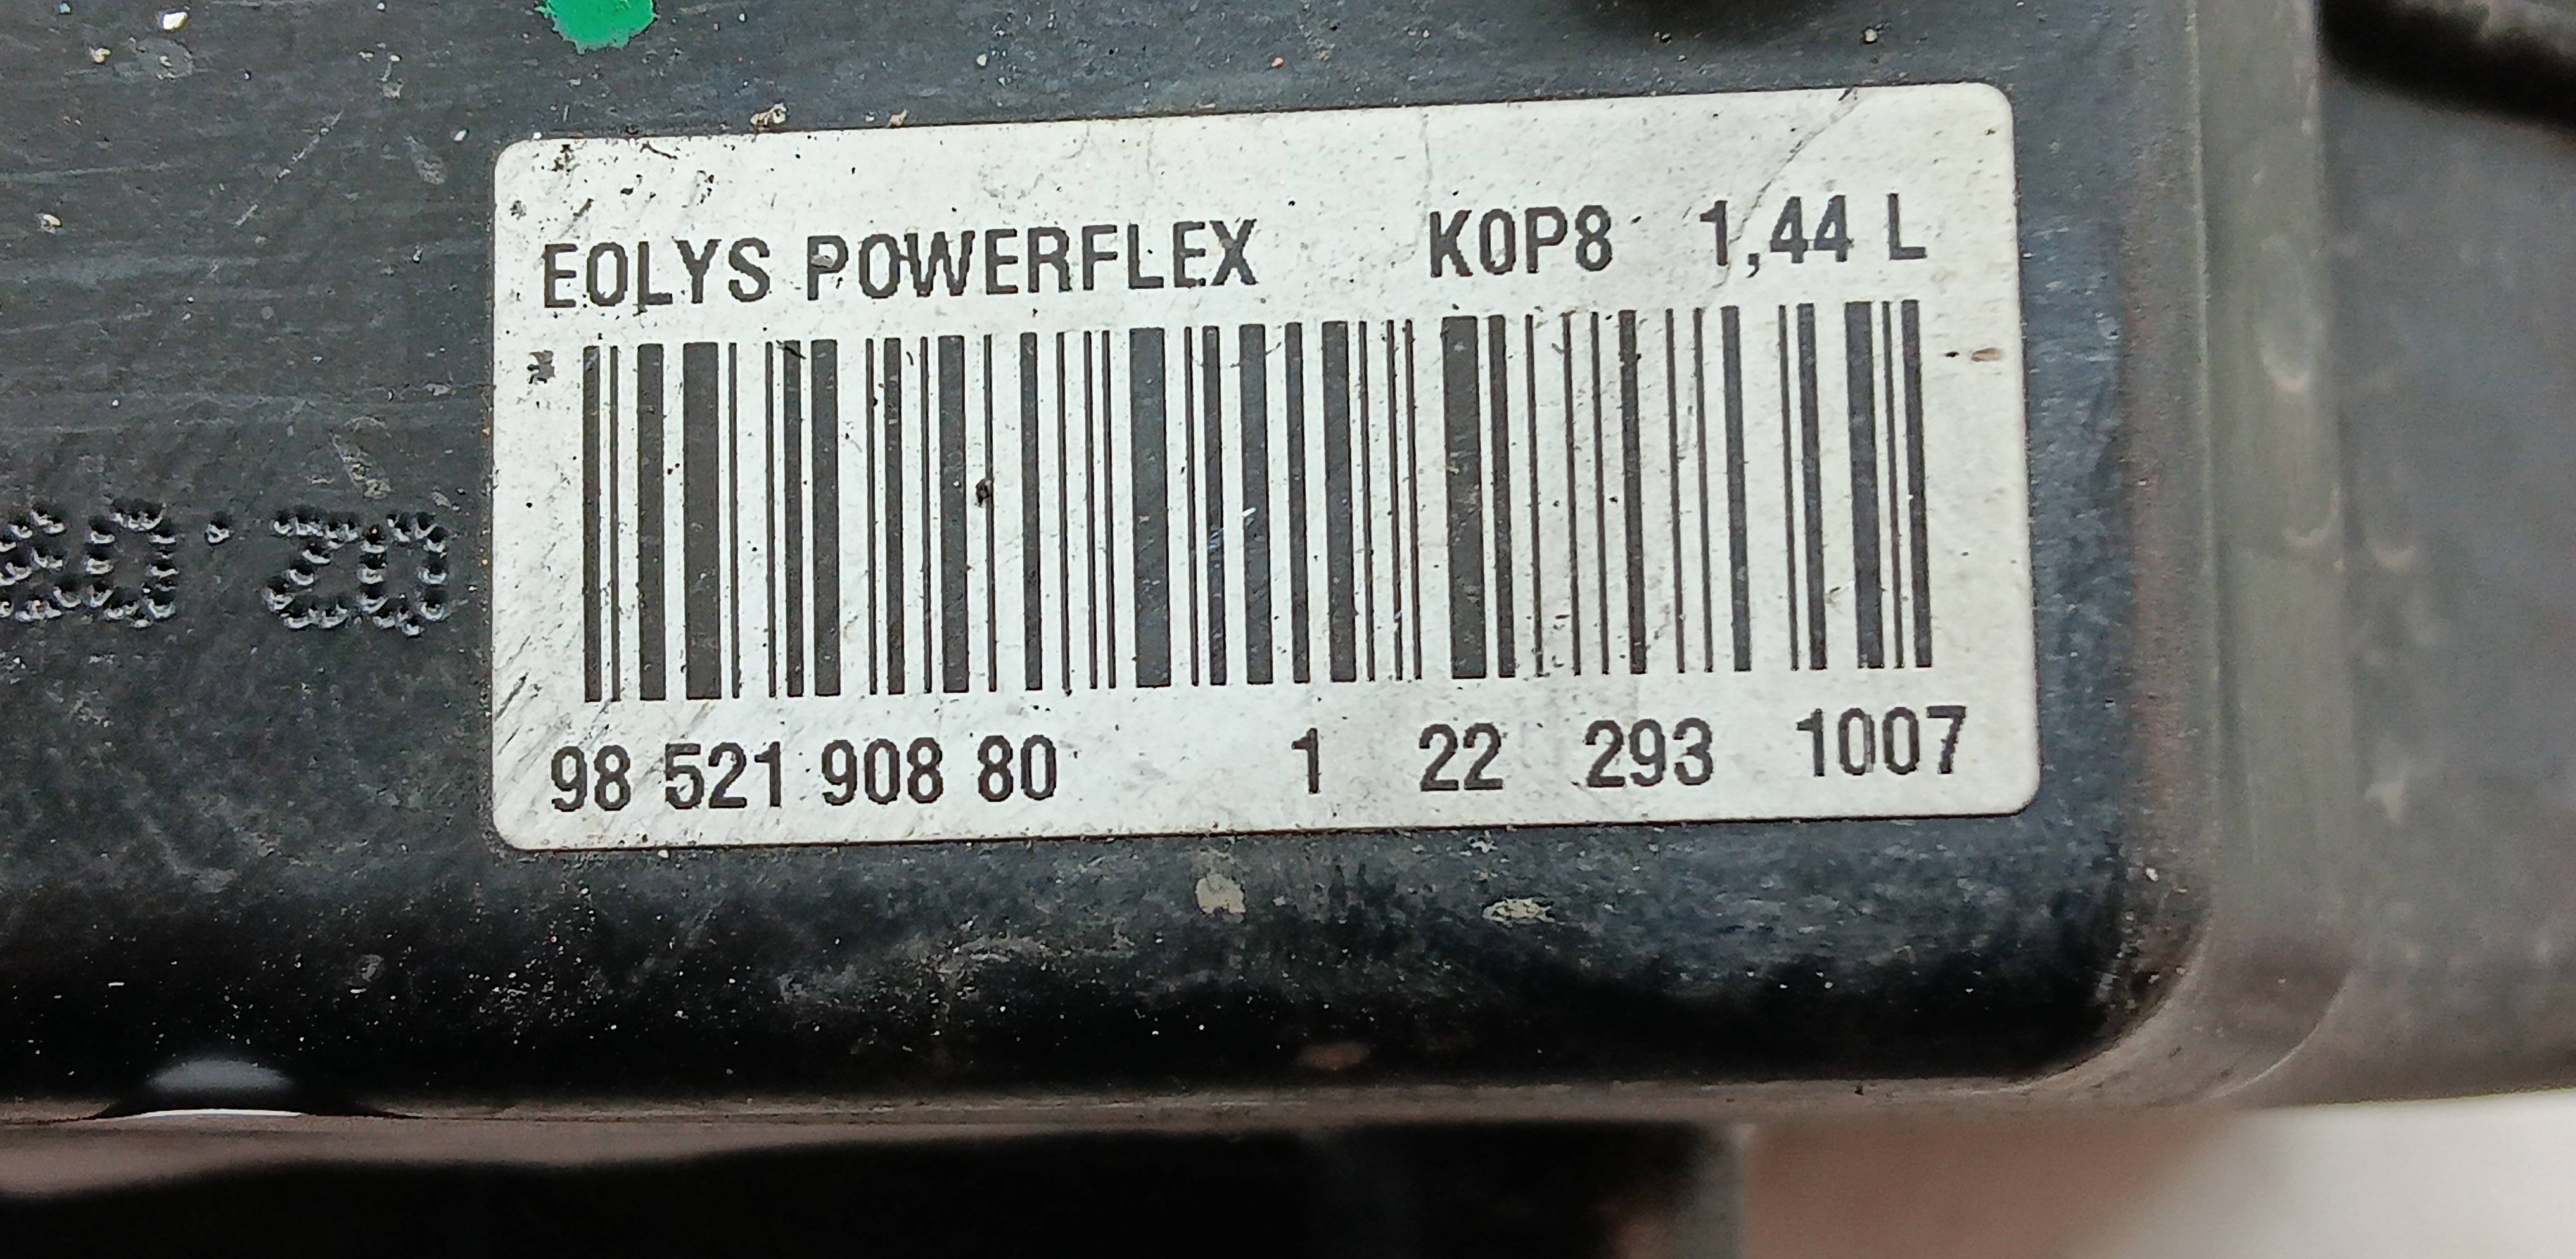 EOLYS POWERFLEX K0P8 1,44 L
98 521 908 80 1 22 293 1007